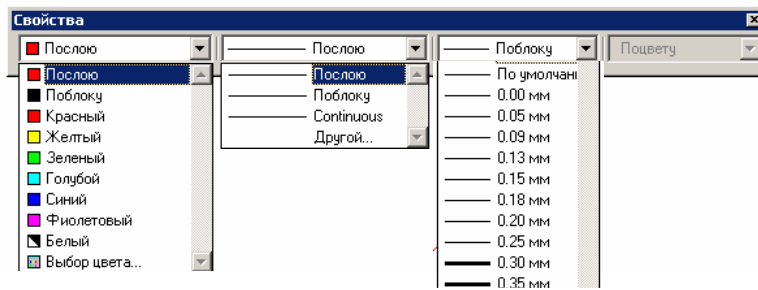 Свойства
Послою Послою Поблоку Поцвету
Послою
Поблоку
Красный
Желтый
Зеленый
Голубой
Синий
Фиолетовый
Белый
Выбор цвета...
Послою
Поблоку
Continuous
Другой...
По умолчани
0.00 мм
0.05 мм
0.09 мм
0.13 мм
0.15 мм
0.18 мм
0.20 мм
0.25 мм
0.30 мм
0.35 мм